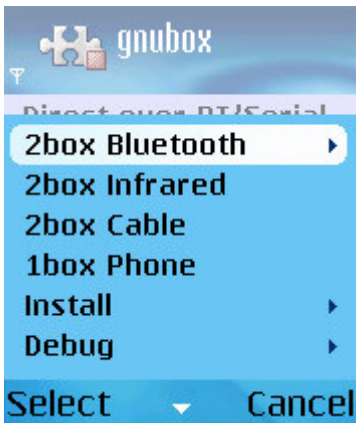 gnubox
2box Bluetooth
2box Infrared
2box Cable
1box Phone
Install
Debug
Select
Cancel